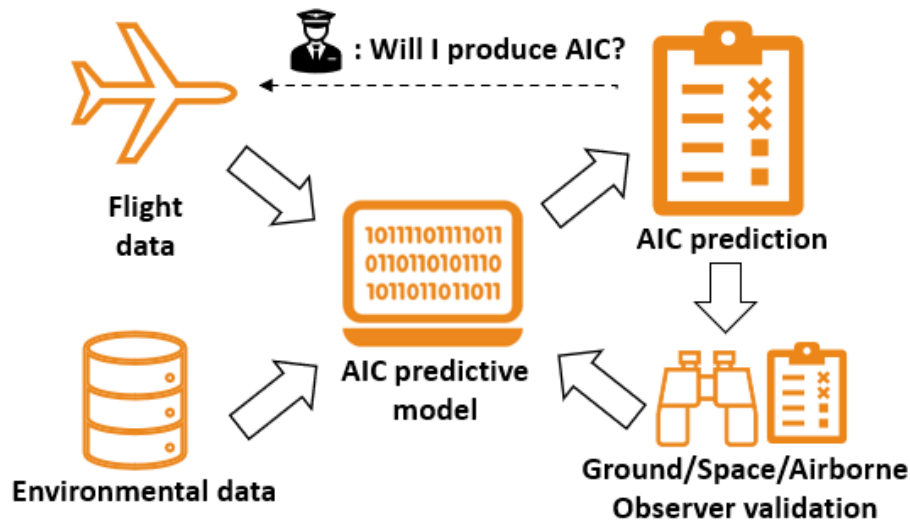 : Will I produce AIC?
Flight
data
10111101111011
0110110101110
1011011011011
AIC prediction
AIC predictive
model
Environmental data
Ground/Space/Airborne
Observer validation